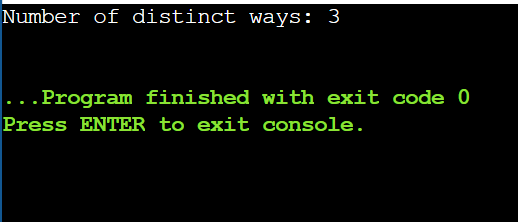 Number of distinct ways: 3
...Program finished with exit code 0
Press ENTER to exit console.